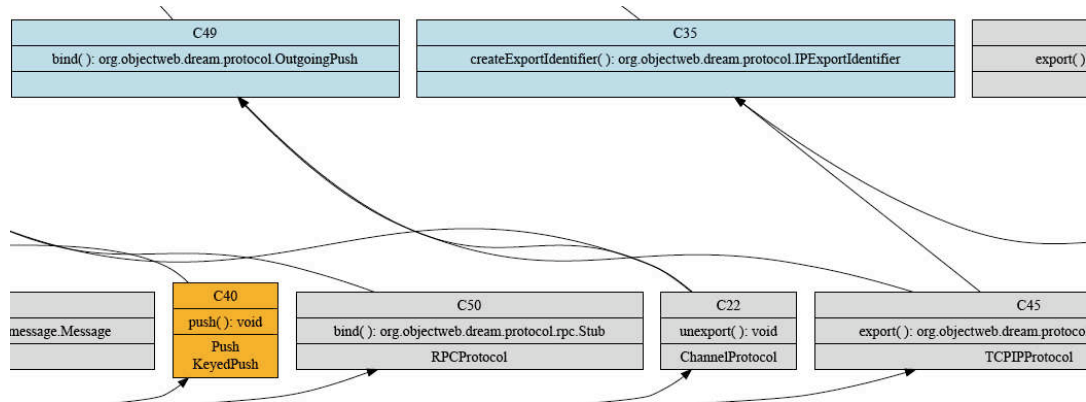 C49
bind( ): org.objectweb.dream.protocol.OutgoingPush
C35
createExportIdentifier( ): org.objectweb.dream.protocol.IPExportIdentifier
export( )
message.Message
C40
push( ): void
Push
KeyedPush
C50
bind( ): org.objectweb.dream.protocol.rpc.Stub
RPCProtocol
C22
unexport( ): void
ChannelProtocol
C45
export( ): org.objectweb.dream.protoco
TCPIPProtocol